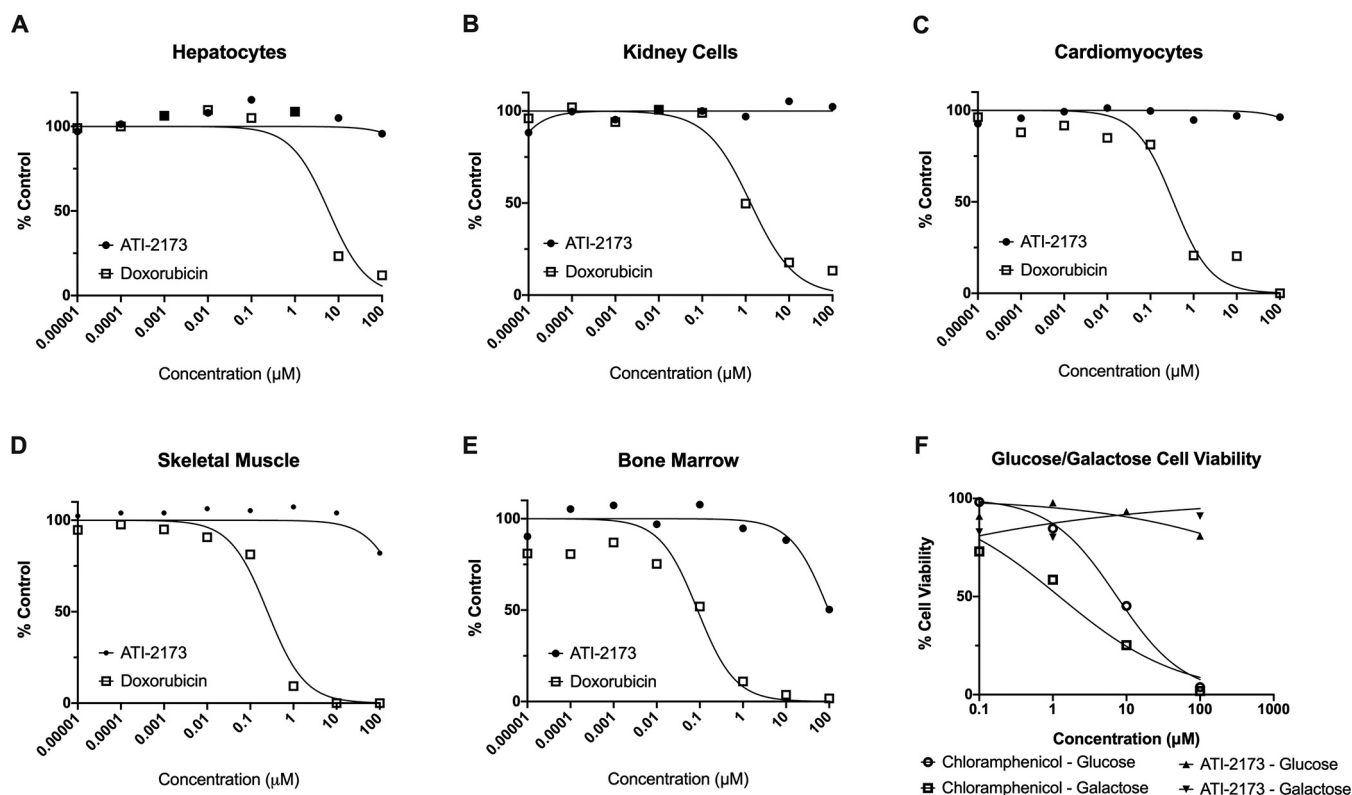 A
Hepatocytes
100
50
0
% Control
ATI-2173
Doxorubicin
0.00001
0.0001
0.001
0.01
0.1
1
10
100
Concentration (µM)
B
Kidney Cells
100
50
0
% Control
ATI-2173
Doxorubicin
0.00001
0.0001
0.001
0.01
0.1
1
10
100
Concentration (µM)
C
Cardiomyocytes
100
50
0
% Control
ATI-2173
Doxorubicin
0.00001
0.0001
0.001
0.01
0.1
1
10
100
Concentration (µM)
D
Skeletal Muscle
100
50
0
% Control
ATI-2173
Doxorubicin
0.00001
0.0001
0.001
0.01
0.1
1
10
100
Concentration (µM)
E
Bone Marrow
100
50
0
% Control
ATI-2173
Doxorubicin
0.00001
0.0001
0.001
0.01
0.1
1
10
100
Concentration (µM)
F
Glucose/Galactose Cell Viability
100
50
0
% Cell Viability
0.1
1
10
100
1000
Concentration (µM)
Chloramphenicol - Glucose
Chloramphenicol - Galactose
ATI-2173 - Glucose
ATI-2173 - Galactose